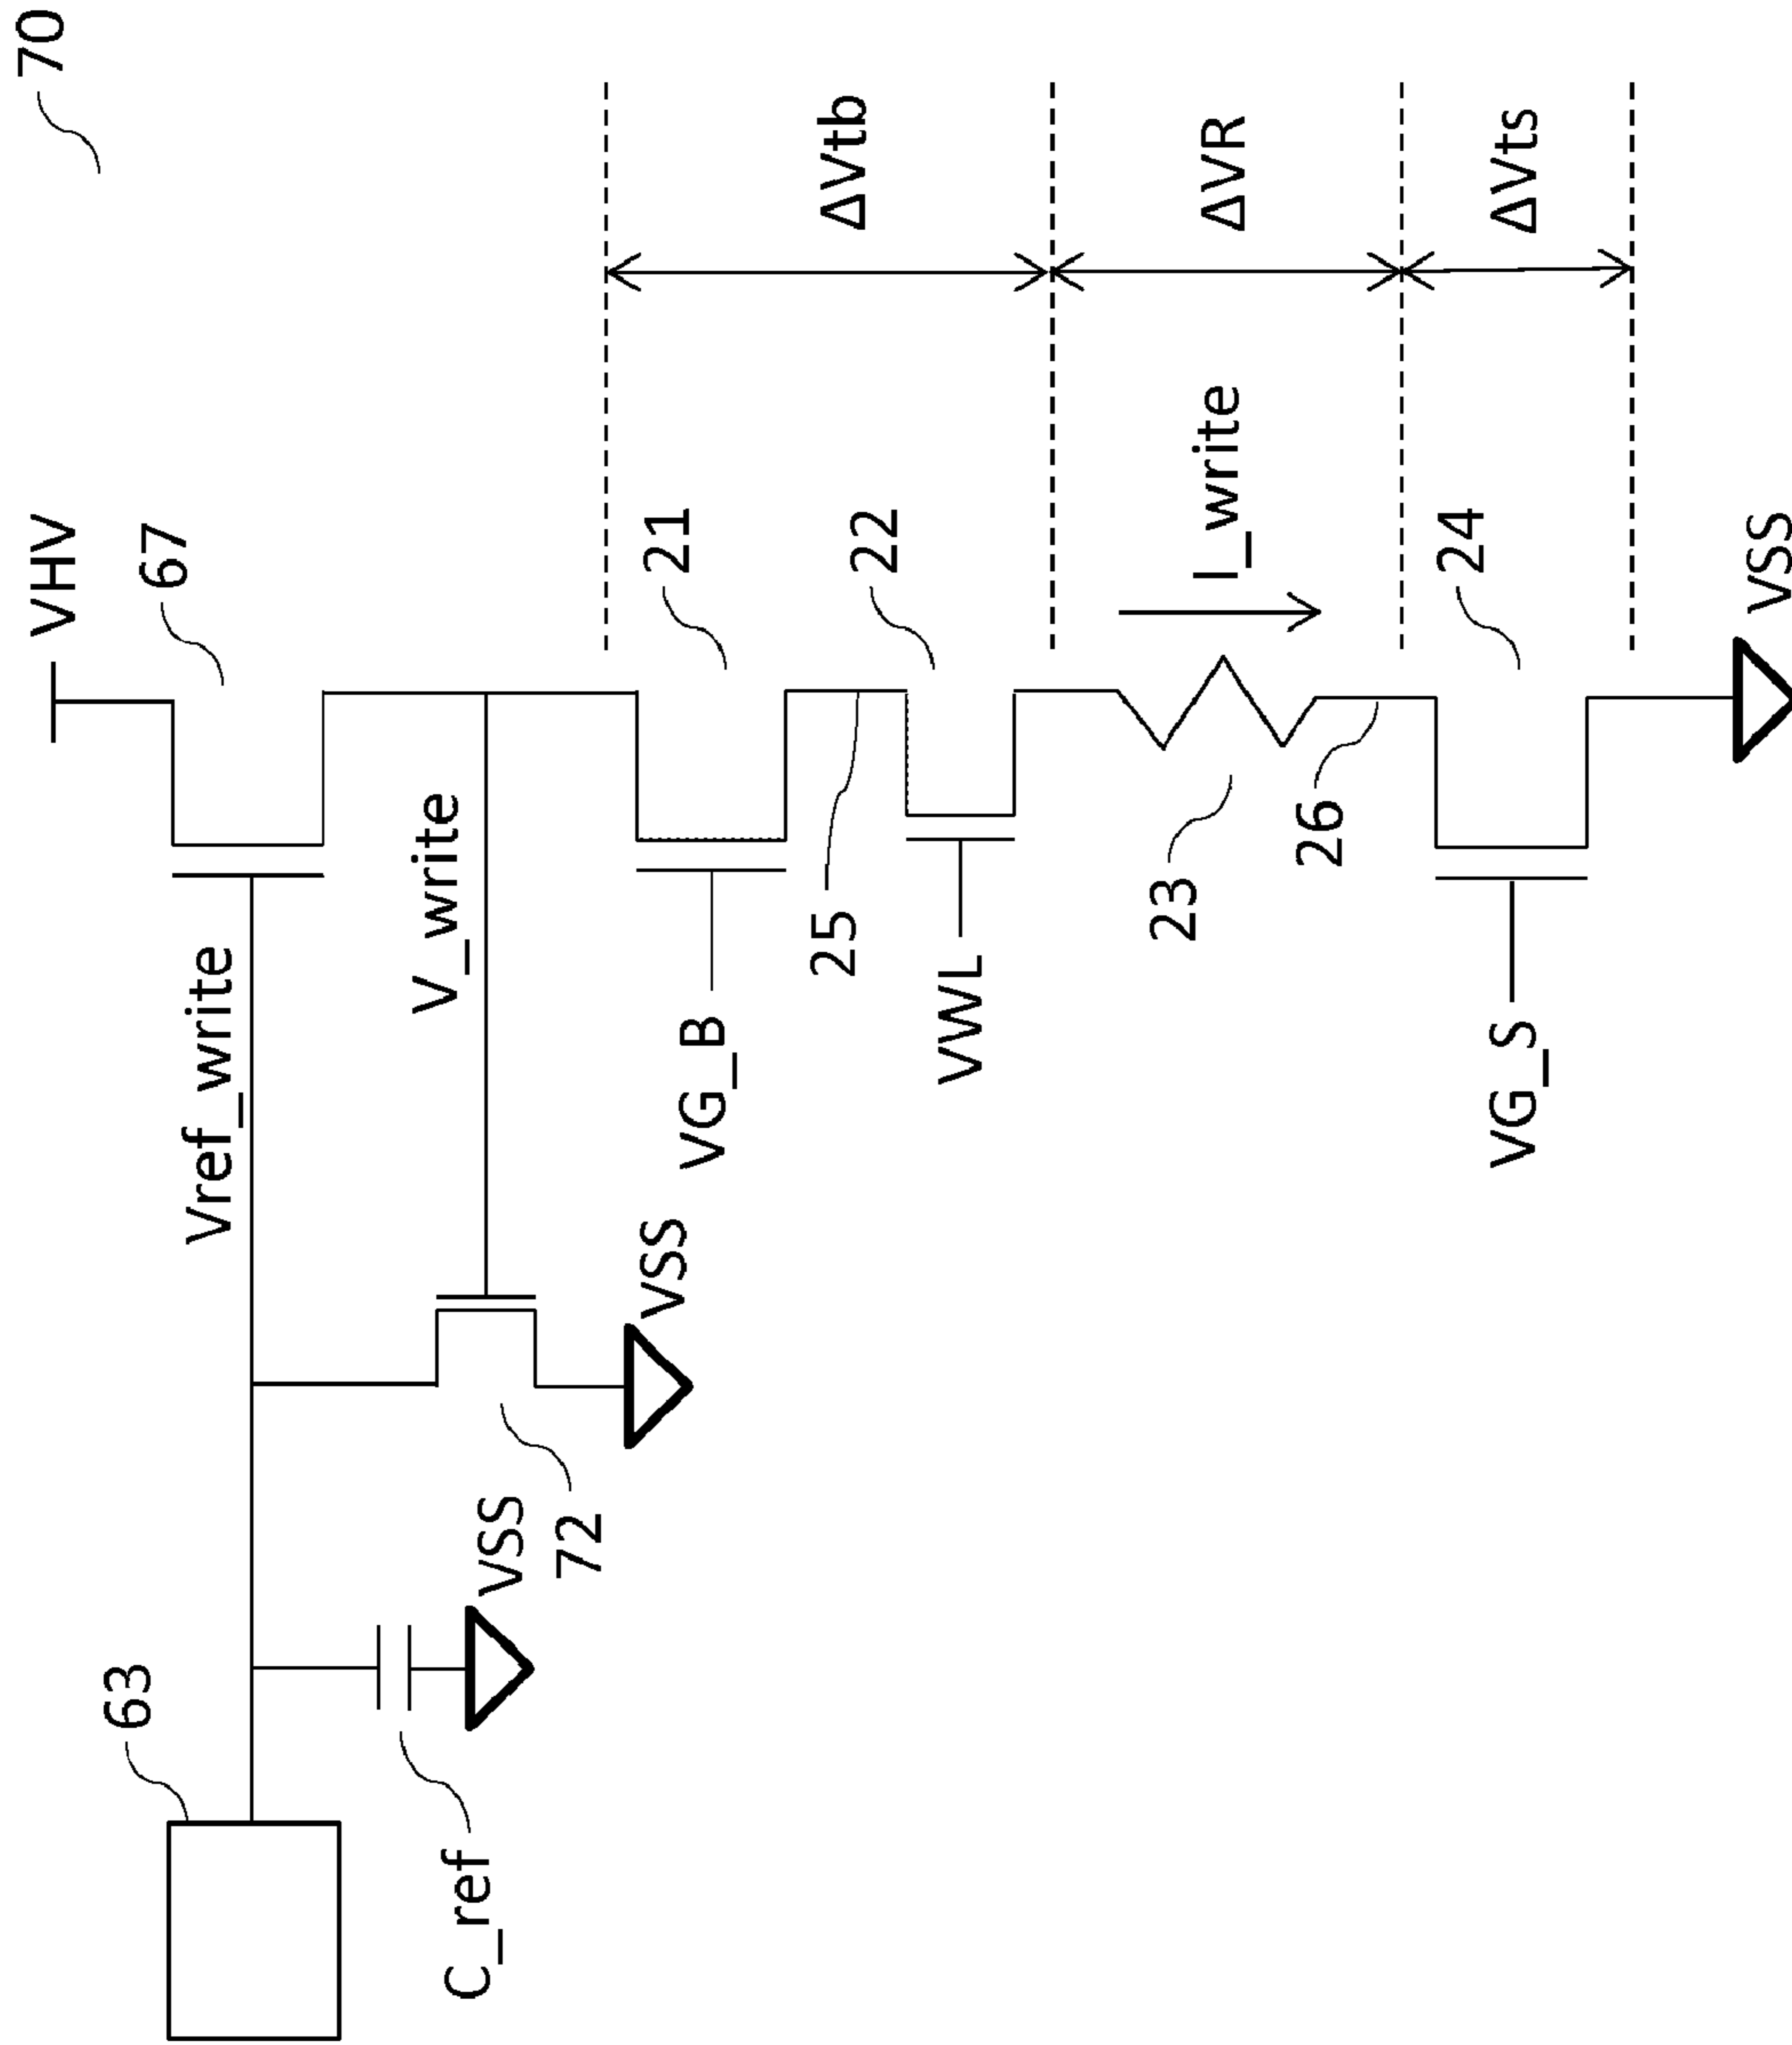 70
VHV
67
Vref_write
63
V_write
21
ΔVtb
VG_B
VSS
25
22
VWL
C_ref
VSS
72
I_write
ΔVR
23
26
24
ΔVts
VG_S
VSS